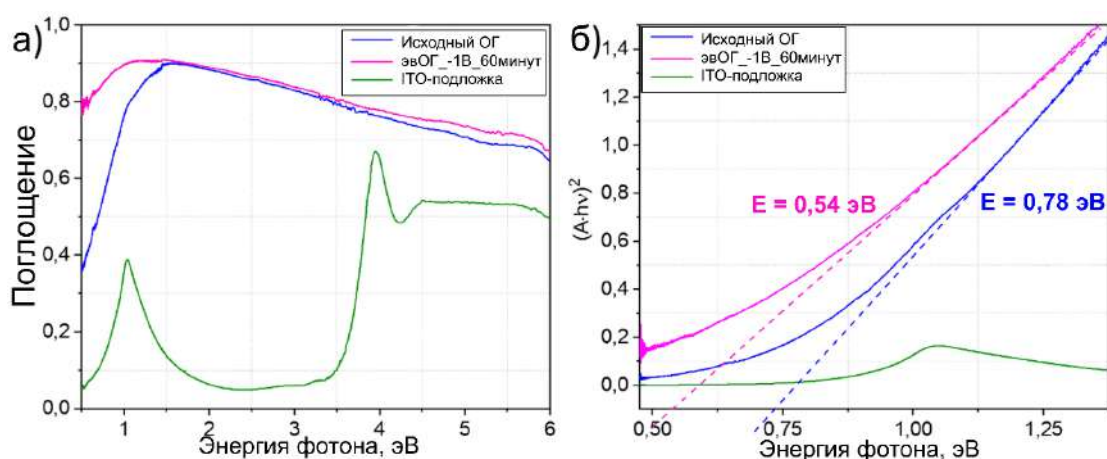 а)
Исходный ОГ
эвОГ_-1В_60минут
ITO-подложка
Поглощение
1,0
0,8
0,6
0,4
0,2
0,0
1 2 3 4 5 6
Энергия фотона, эВ
б)
Исходный ОГ
эвОГ_-1В_60минут
ITO-подложка
(A·hv)²
1,4
1,2
1,0
0,8
0,6
0,4
0,2
0,0
E = 0,54 эВ
E = 0,78 эВ
0,50 0,75 1,00 1,25
Энергия фотона, эВ